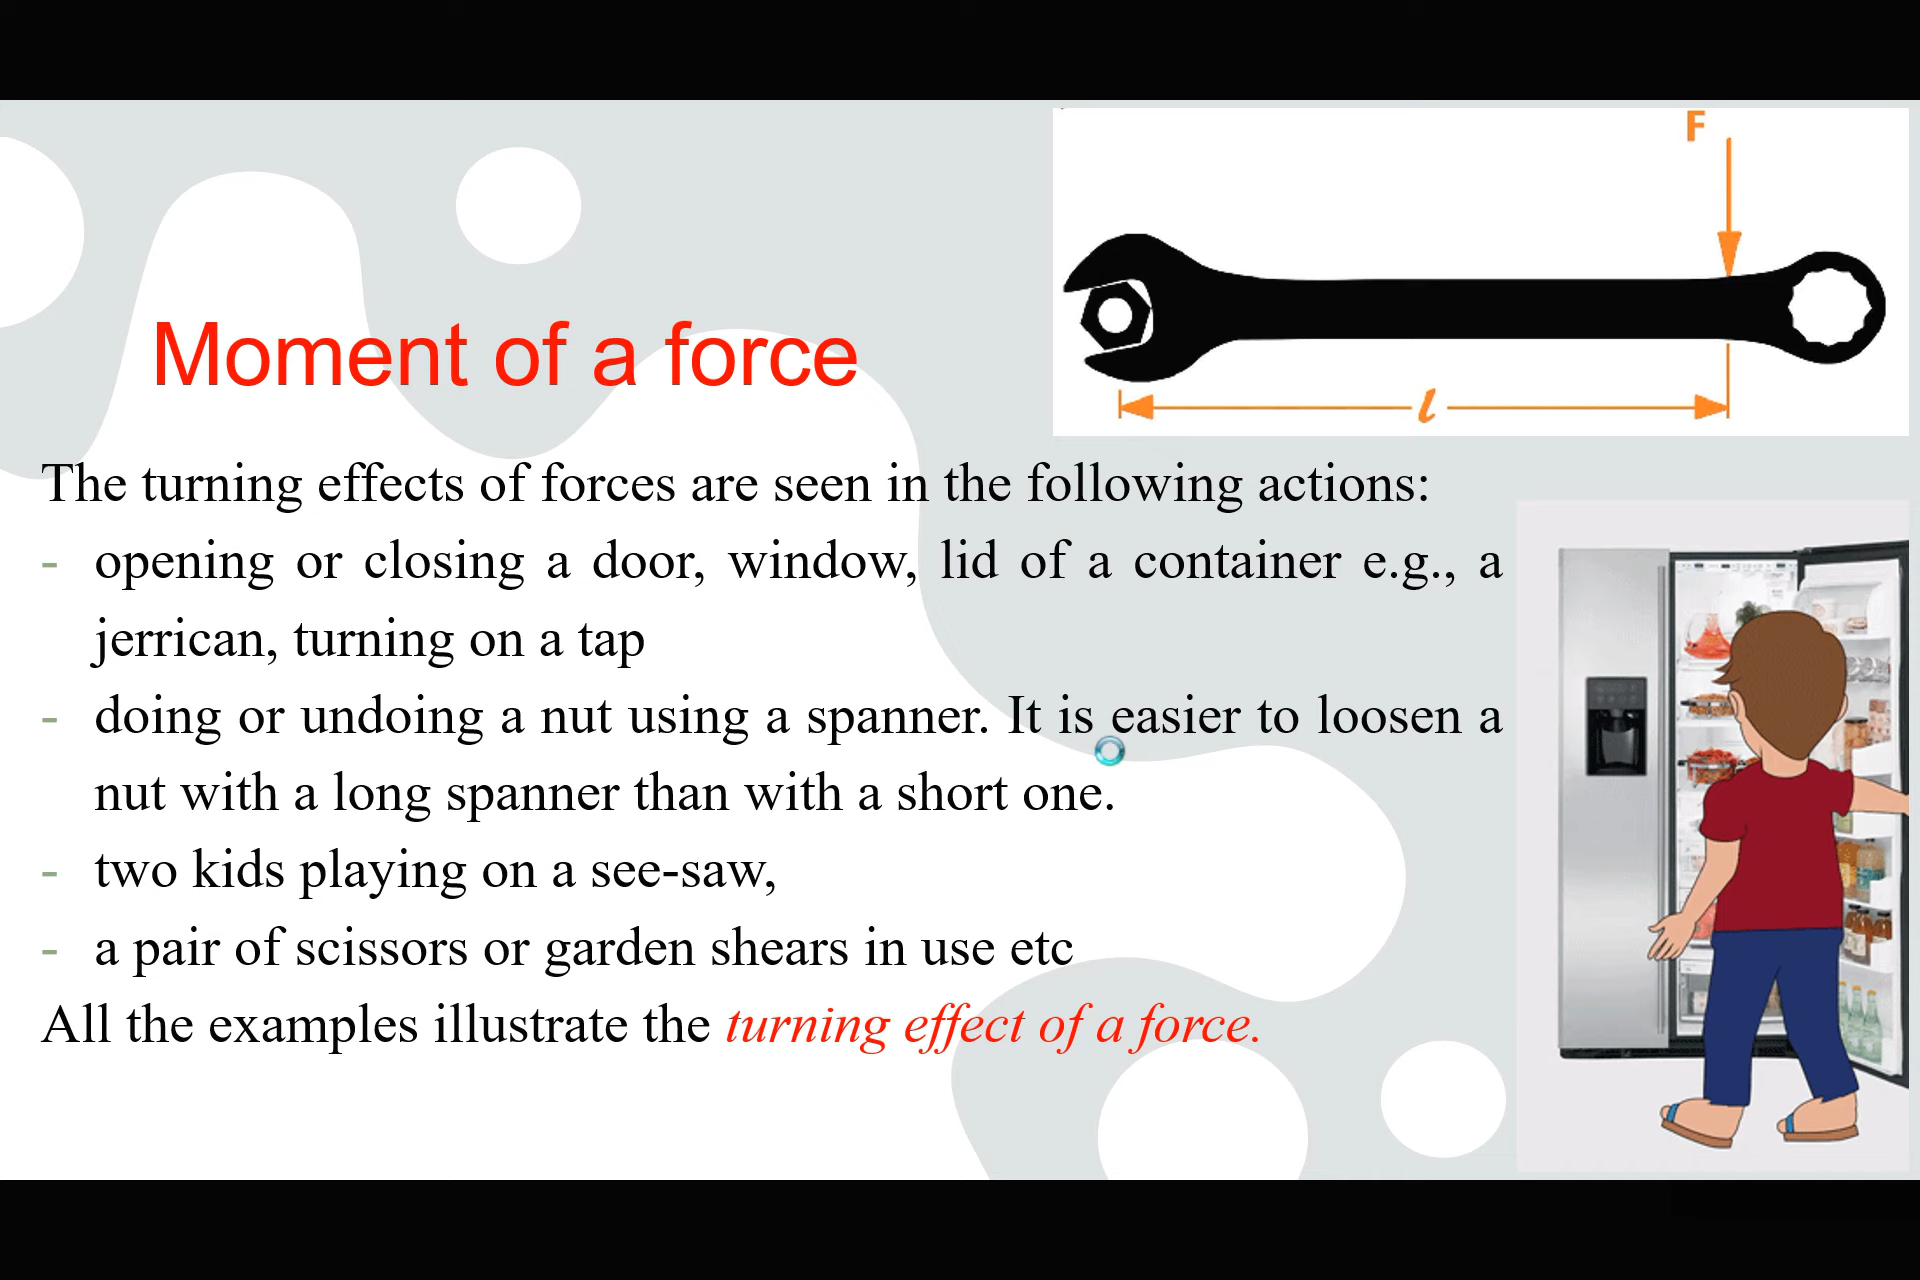 F
l
Moment of a force
The turning effects of forces are seen in the following actions:
- opening or closing a door, window, lid of a container e.g., a
jerrican, turning on a tap
- doing or undoing a nut using a spanner. It is easier to loosen a
nut with a long spanner than with a short one.
- two kids playing on a see-saw,
- a pair of scissors or garden shears in use etc
All the examples illustrate the turning effect of a force.